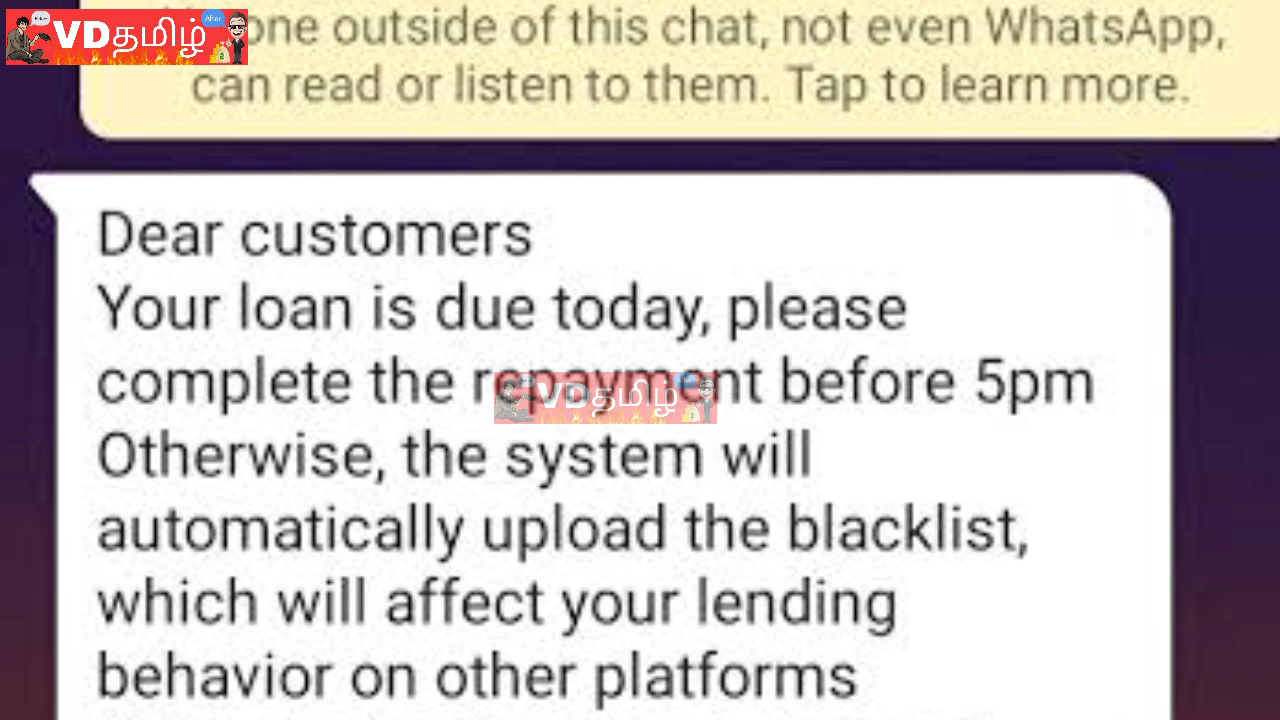 VDதமிழ்
one outside of this chat, not even WhatsApp,
can read or listen to them. Tap to learn more.
Dear customers
Your loan is due today, please
complete the repayment before 5pm
VDதமிழ்
Otherwise, the system will
automatically upload the blacklist,
which will affect your lending
behavior on other platforms